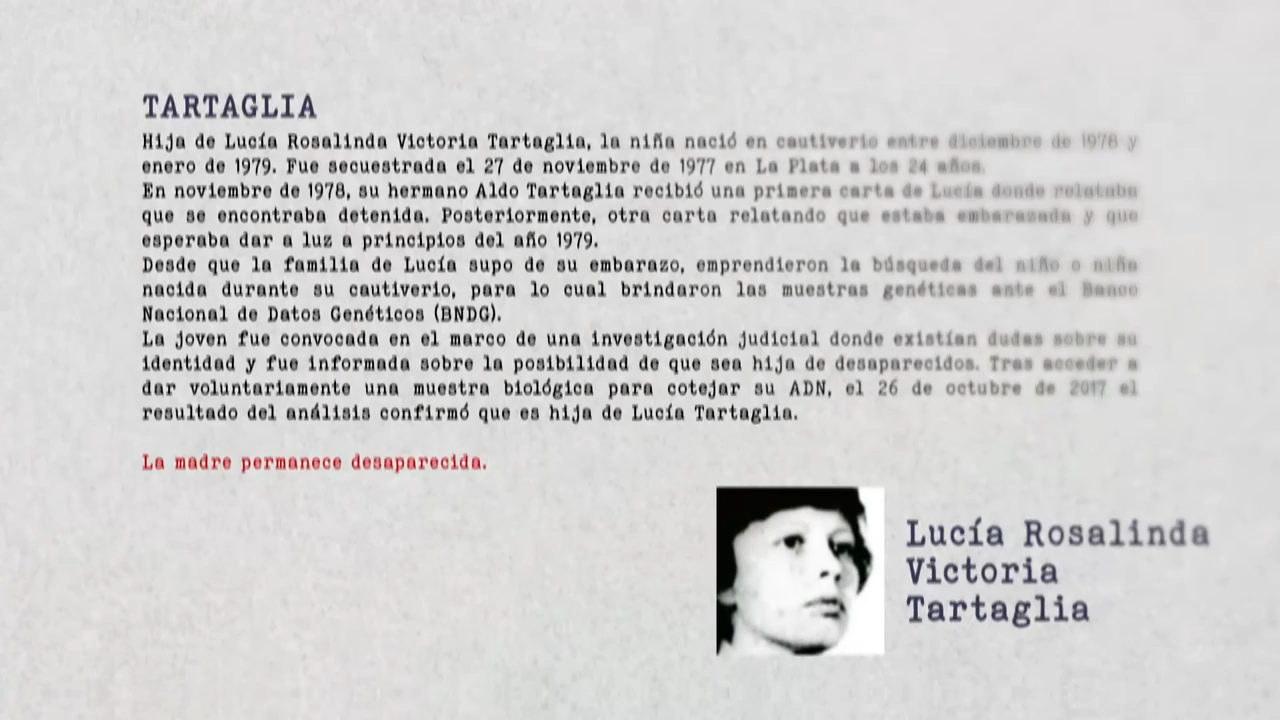 TARTAGLIA
Hija de Lucía Rosalinda Victoria Tartaglia, la niña nació en cautiverio entre diciembre de 1978 y
enero de 1979. Fue secuestrada el 27 de noviembre de 1977 en La Plata a los 24 años.
En noviembre de 1978, su hermano Aldo Tartaglia recibió una primera carta de Lucía donde relataba
que se encontraba detenida. Posteriormente, otra carta relatando que estaba embarazada y que
esperaba dar a luz a principios del año 1979.
Desde que la familia de Lucía supo de su embarazo, emprendieron la búsqueda del niño o niña
nacida durante su cautiverio, para lo cual brindaron las muestras genéticas ante el Banco
Nacional de Datos Genéticos (BNDG).
La joven fue convocada en el marco de una investigación judicial donde existían dudas sobre su
identidad y fue informada sobre la posibilidad de que sea hija de desaparecidos. Tras acceder a
dar voluntariamente una muestra biológica para cotejar su ADN, el 26 de octubre de 2017 el
resultado del análisis confirmó que es hija de Lucía Tartaglia.
La madre permanece desaparecida.
Lucía Rosalinda
Victoria
Tartaglia